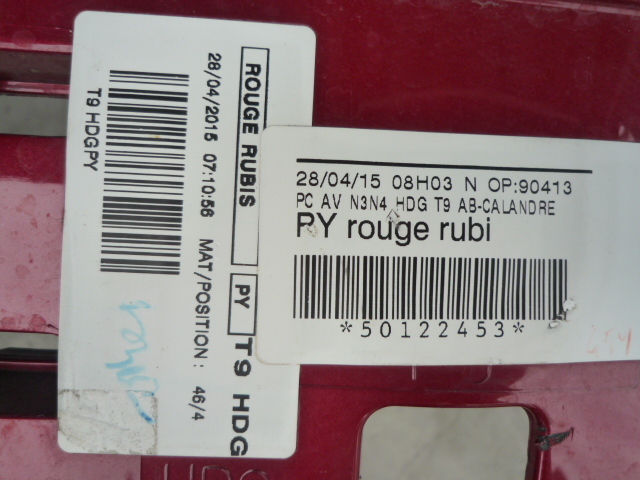 ROUGE RUBIS PY T9 HDG
28/04/2015 07:10:56 MAT/POSITION: 46/4
T9 HDGPY
28/04/15 08H03 N OP:90413
PC AV N3N4 HDG T9 AB-CALANDRE
PY rouge rubi
*50122453*